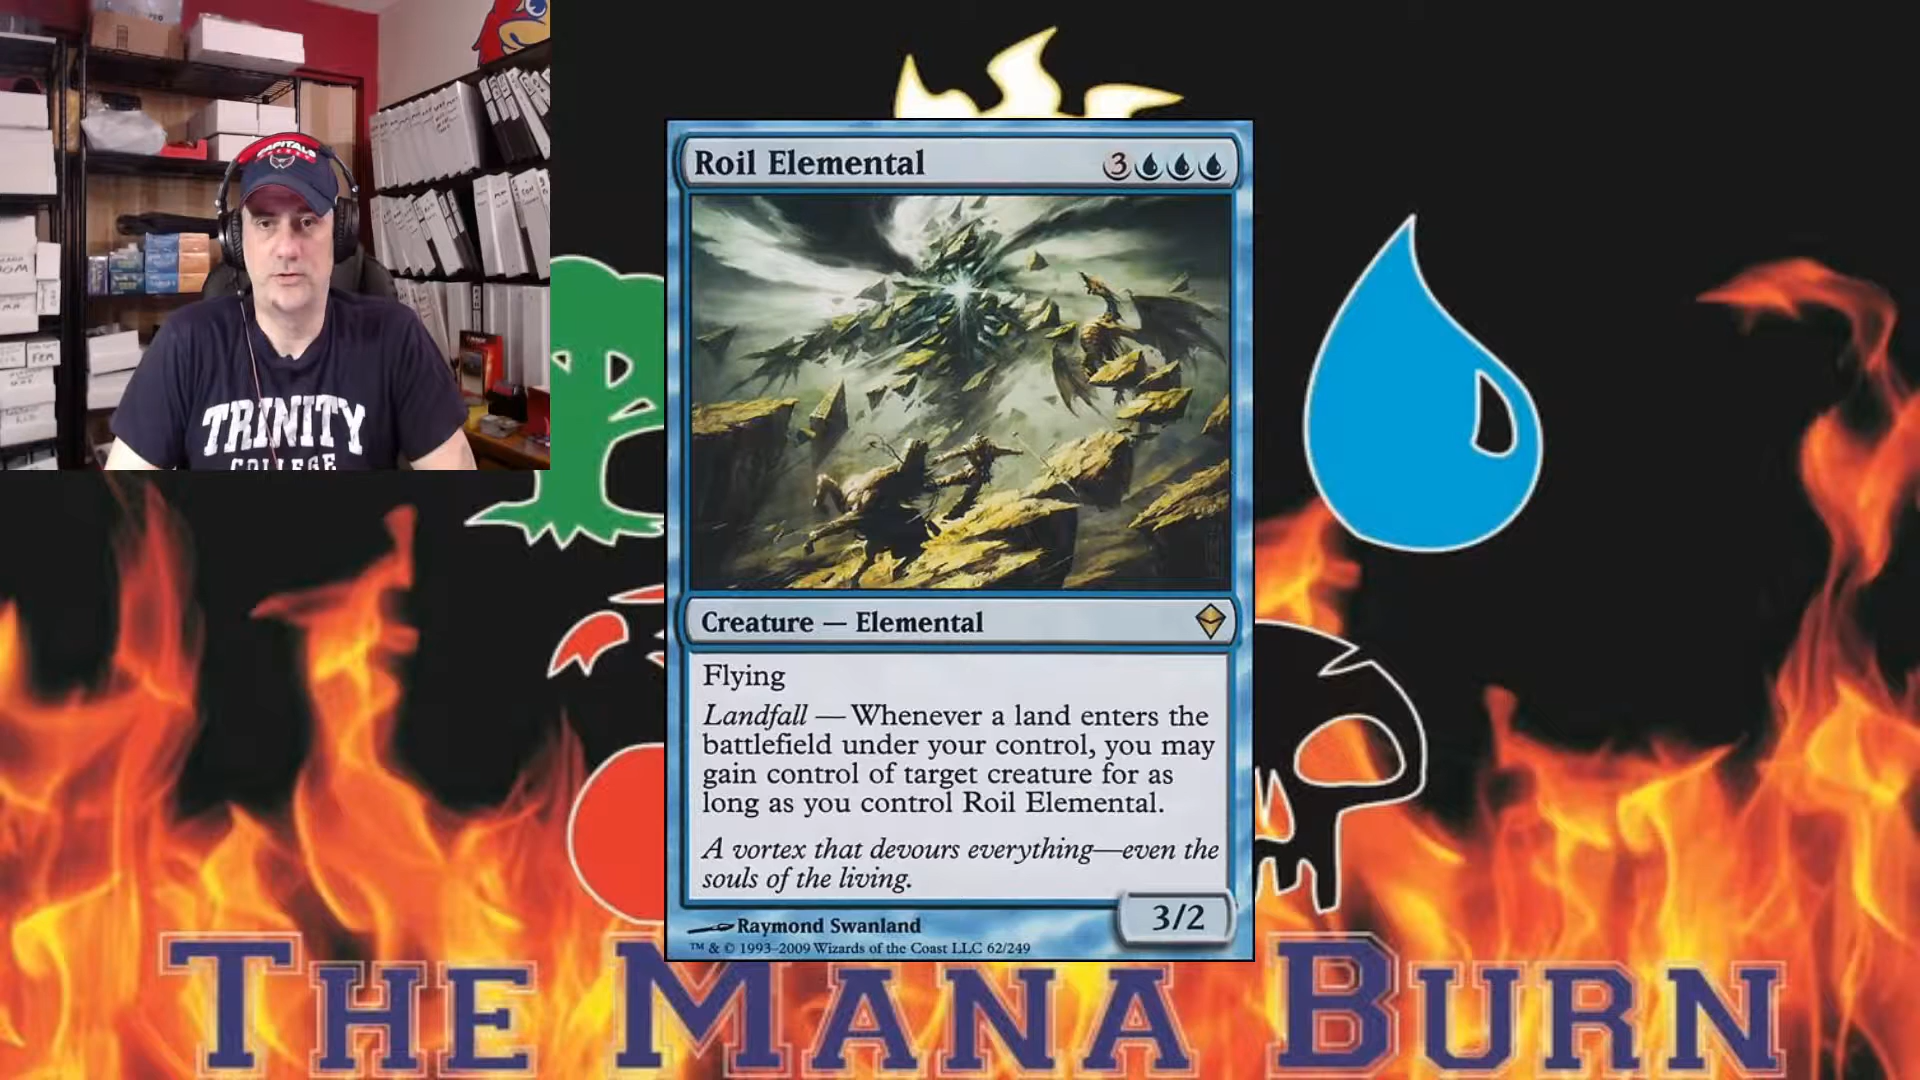 CAPITALS
TRINITY
COLLEGE
FEM
Roil Elemental
3
Creature — Elemental
Flying
Landfall — Whenever a land enters the
battlefield under your control, you may
gain control of target creature for as
long as you control Roil Elemental.
A vortex that devours everything—even the
souls of the living.
3/2
Raymond Swanland
™ & © 1993–2009 Wizards of the Coast LLC 62/249
THE MANA BURN